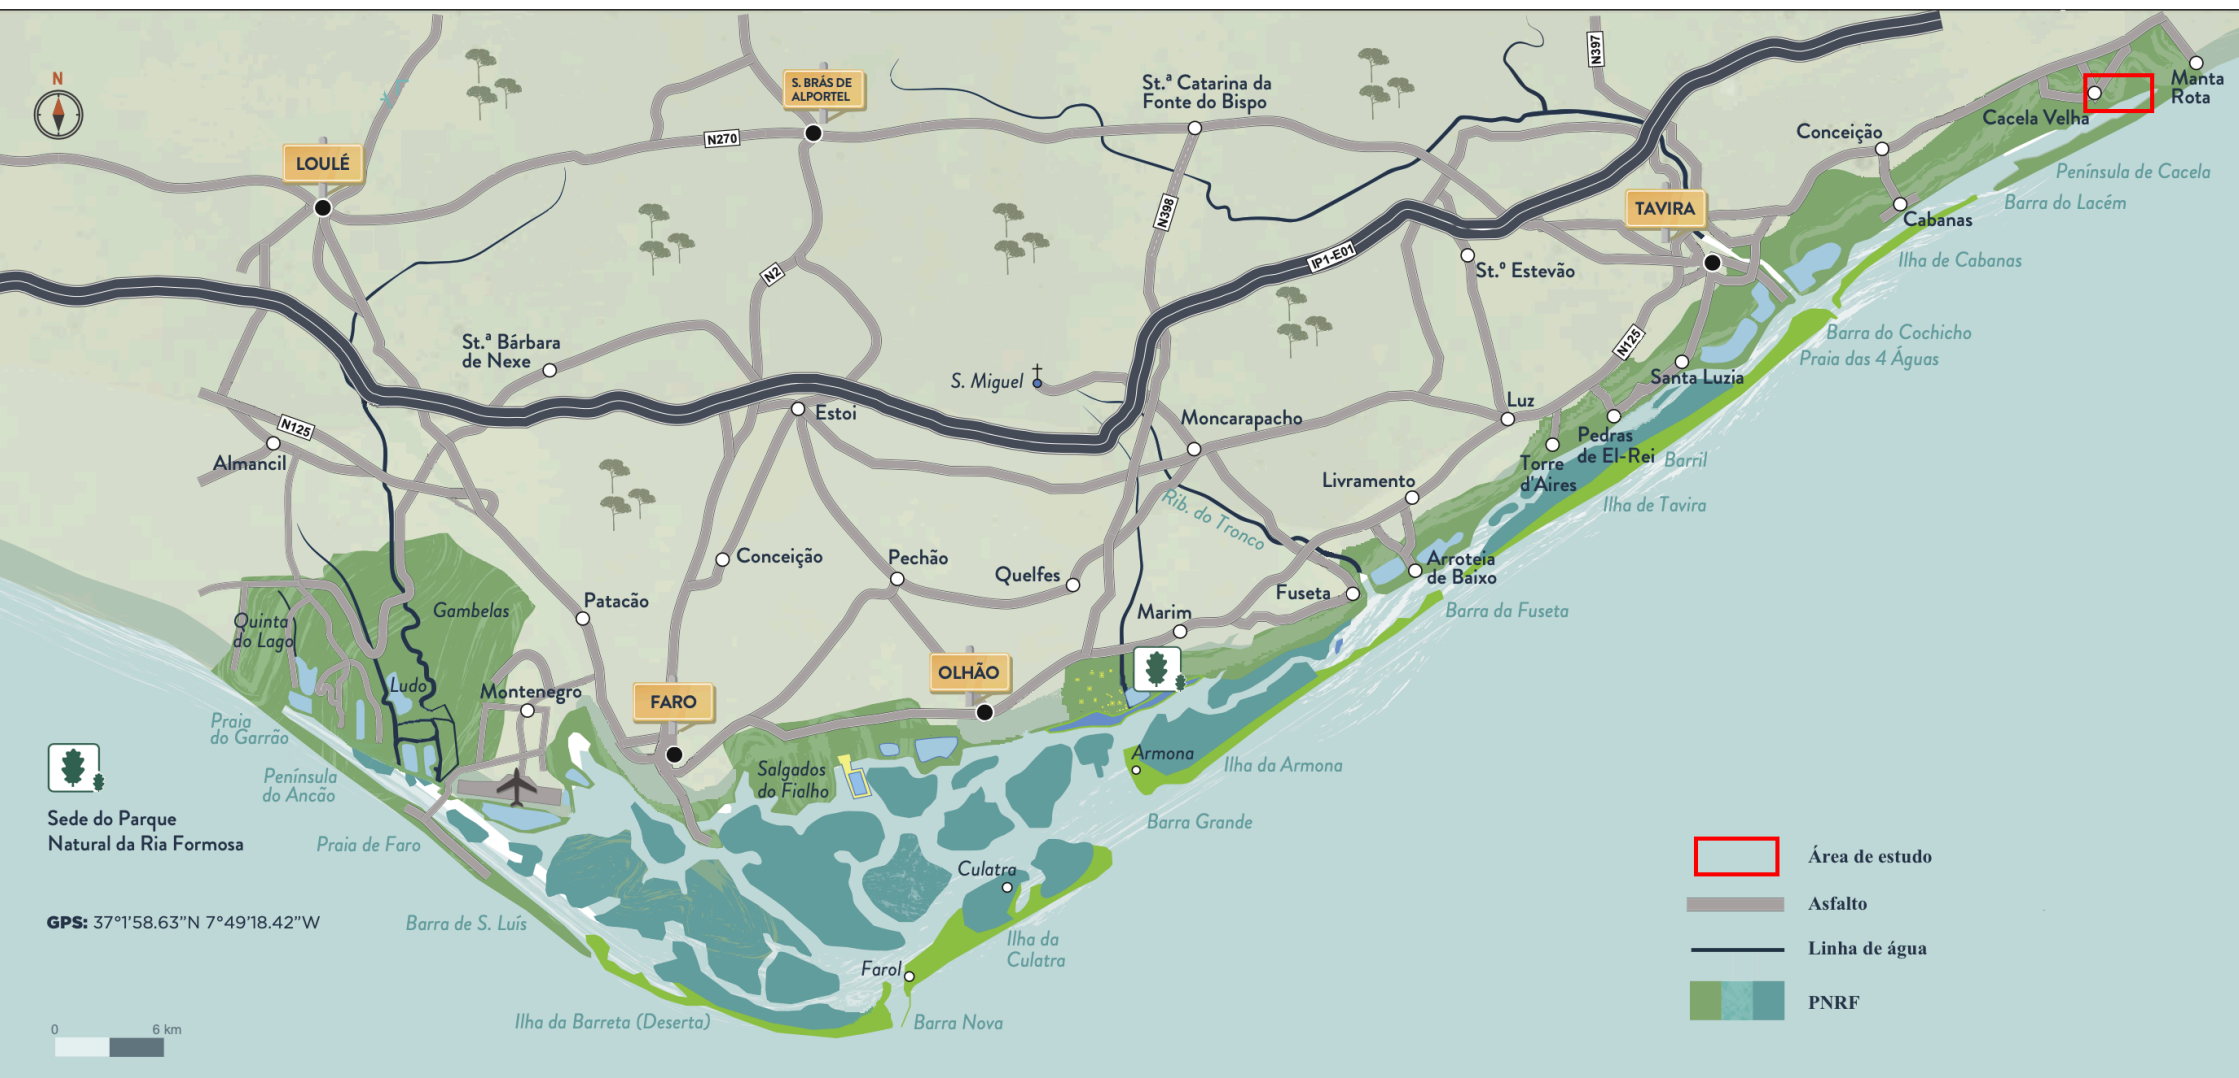 N
LOULÉ
S. BRÁS DE
ALPORTEL
N270
St.ª Catarina da
Fonte do Bispo
N397
Manta
Rota
Cacela Velha
Conceição
Península de Cacela
Barra do Lacém
TAVIRA
Cabanas
Ilha de Cabanas
N398
IP1-E01
St.º Estevão
N2
Barra do Cochicho
Praia das 4 Águas
N125
Santa Luzia
St.ª Bárbara
de Nexe
S. Miguel
Estoi
Moncarapacho
Luz
Pedras
de El-Rei
Barril
Torre
d'Aires
Ilha de Tavira
N125
Almancil
Livramento
Rib. do Tronco
Conceição
Pechão
Quelfes
Arroteia
de Baixo
Fuseta
Barra da Fuseta
Patacão
Gambelas
Quinta
do Lago
Marim
Ludo
Montenegro
FARO
OLHÃO
Praia
do Garrão
Península
do Ancão
Salgados
do Fialho
Armona
Ilha da Armona
Barra Grande
Sede do Parque
Natural da Ria Formosa
Praia de Faro
Culatra
GPS: 37°1'58.63"N 7°49'18.42"W
Barra de S. Luís
Ilha da
Culatra
Farol
Ilha da Barreta (Deserta)
Barra Nova
0 6 km
Área de estudo
Asfalto
Linha de água
PNRF